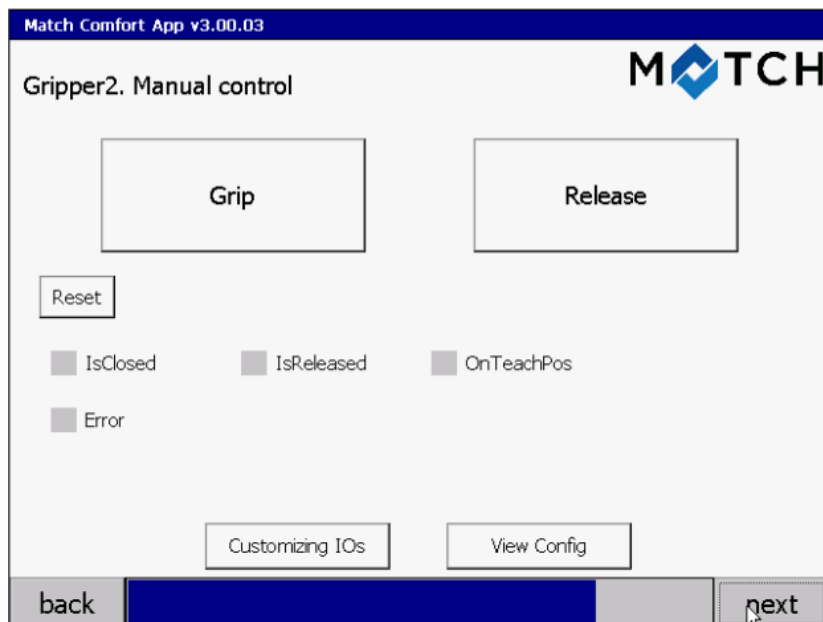 Match Comfort App v3.00.03
MATCH
Gripper2. Manual control
Grip Release
Reset
IsClosed IsReleased OnTeachPos
Error
Customizing IOs View Config
back next